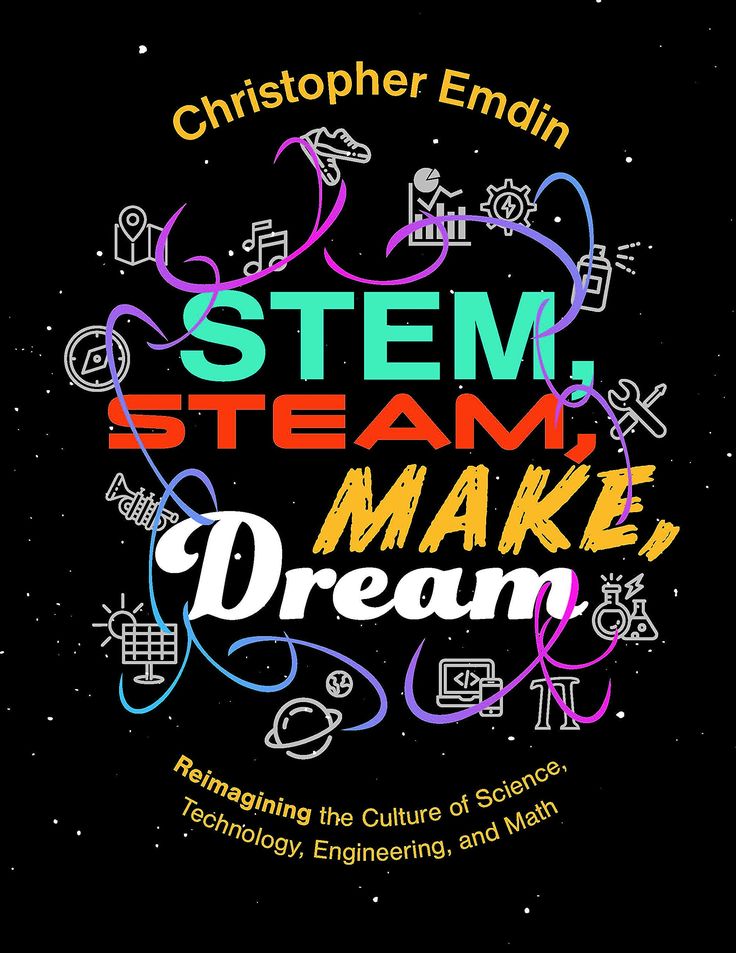 Christopher Emdin
STEM,
STEAM,
MAKE,
Dream
Reimagining the Culture of Science,
Technology, Engineering, and Math